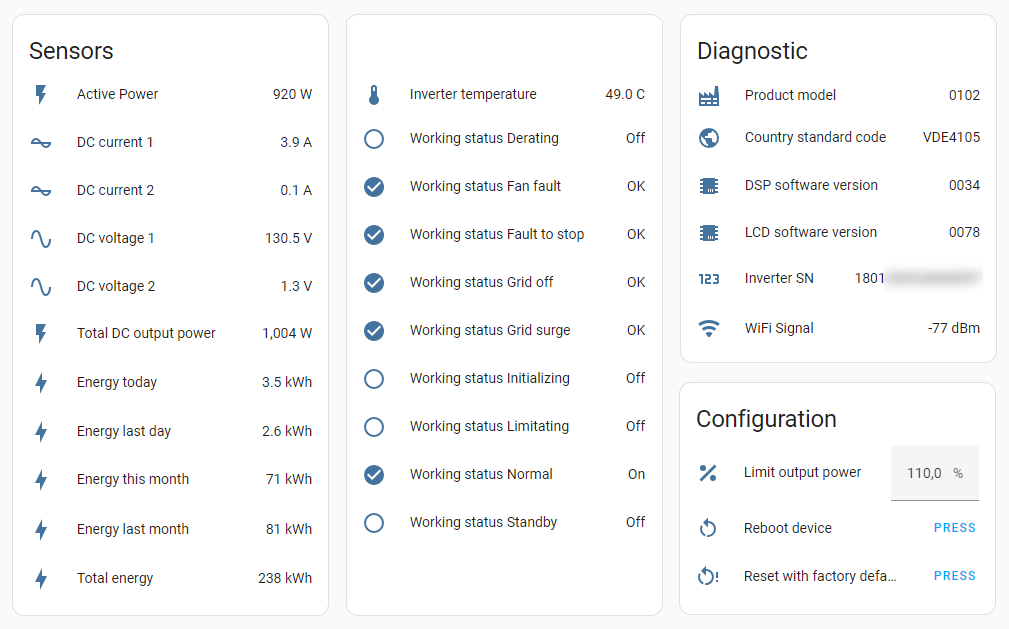 Sensors
Active Power 920 W
DC current 1 3.9 A
DC current 2 0.1 A
DC voltage 1 130.5 V
DC voltage 2 1.3 V
Total DC output power 1,004 W
Energy today 3.5 kWh
Energy last day 2.6 kWh
Energy this month 71 kWh
Energy last month 81 kWh
Total energy 238 kWh
Inverter temperature 49.0 C
Working status Derating Off
Working status Fan fault OK
Working status Fault to stop OK
Working status Grid off OK
Working status Grid surge OK
Working status Initializing Off
Working status Limitating Off
Working status Normal On
Working status Standby Off
Diagnostic
Product model 0102
Country standard code VDE4105
DSP software version 0034
LCD software version 0078
123 Inverter SN 1801
WiFi Signal -77 dBm
Configuration
Limit output power 110,0 %
Reboot device PRESS
Reset with factory defa... PRESS